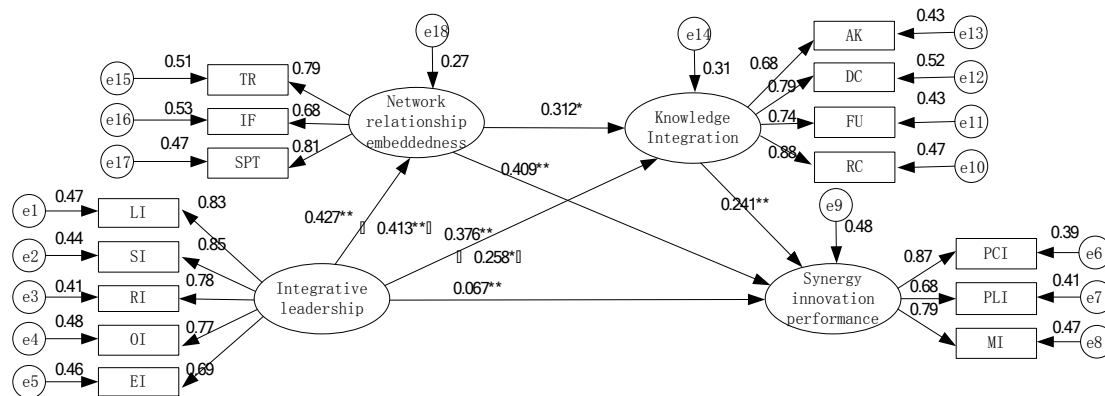 e18
0.43
AK
e13
e14
0.51
0.27
0.68
0.52
e15
TR
0.79
0.31
DC
e12
0.79
0.53
Network
relationship
embeddedness
0.312*
Knowledge
Integration
0.43
e16
IF
0.68
0.74
FU
e11
0.47
0.81
0.88
0.47
e17
SPT
0.409**
RC
e10
0.47
0.83
0.241**
e9
e1
LI
0.427**
0.413**
0.376**
0.48
0.39
0.44
0.85
0.258*
0.87
PCI
e6
e2
SI
0.41
0.78
Integrative
leadership
0.067**
Synergy
innovation
performance
0.68
0.41
e3
RI
PLI
e7
0.48
0.77
0.79
0.47
e4
OI
MI
e8
0.46
0.69
e5
EI